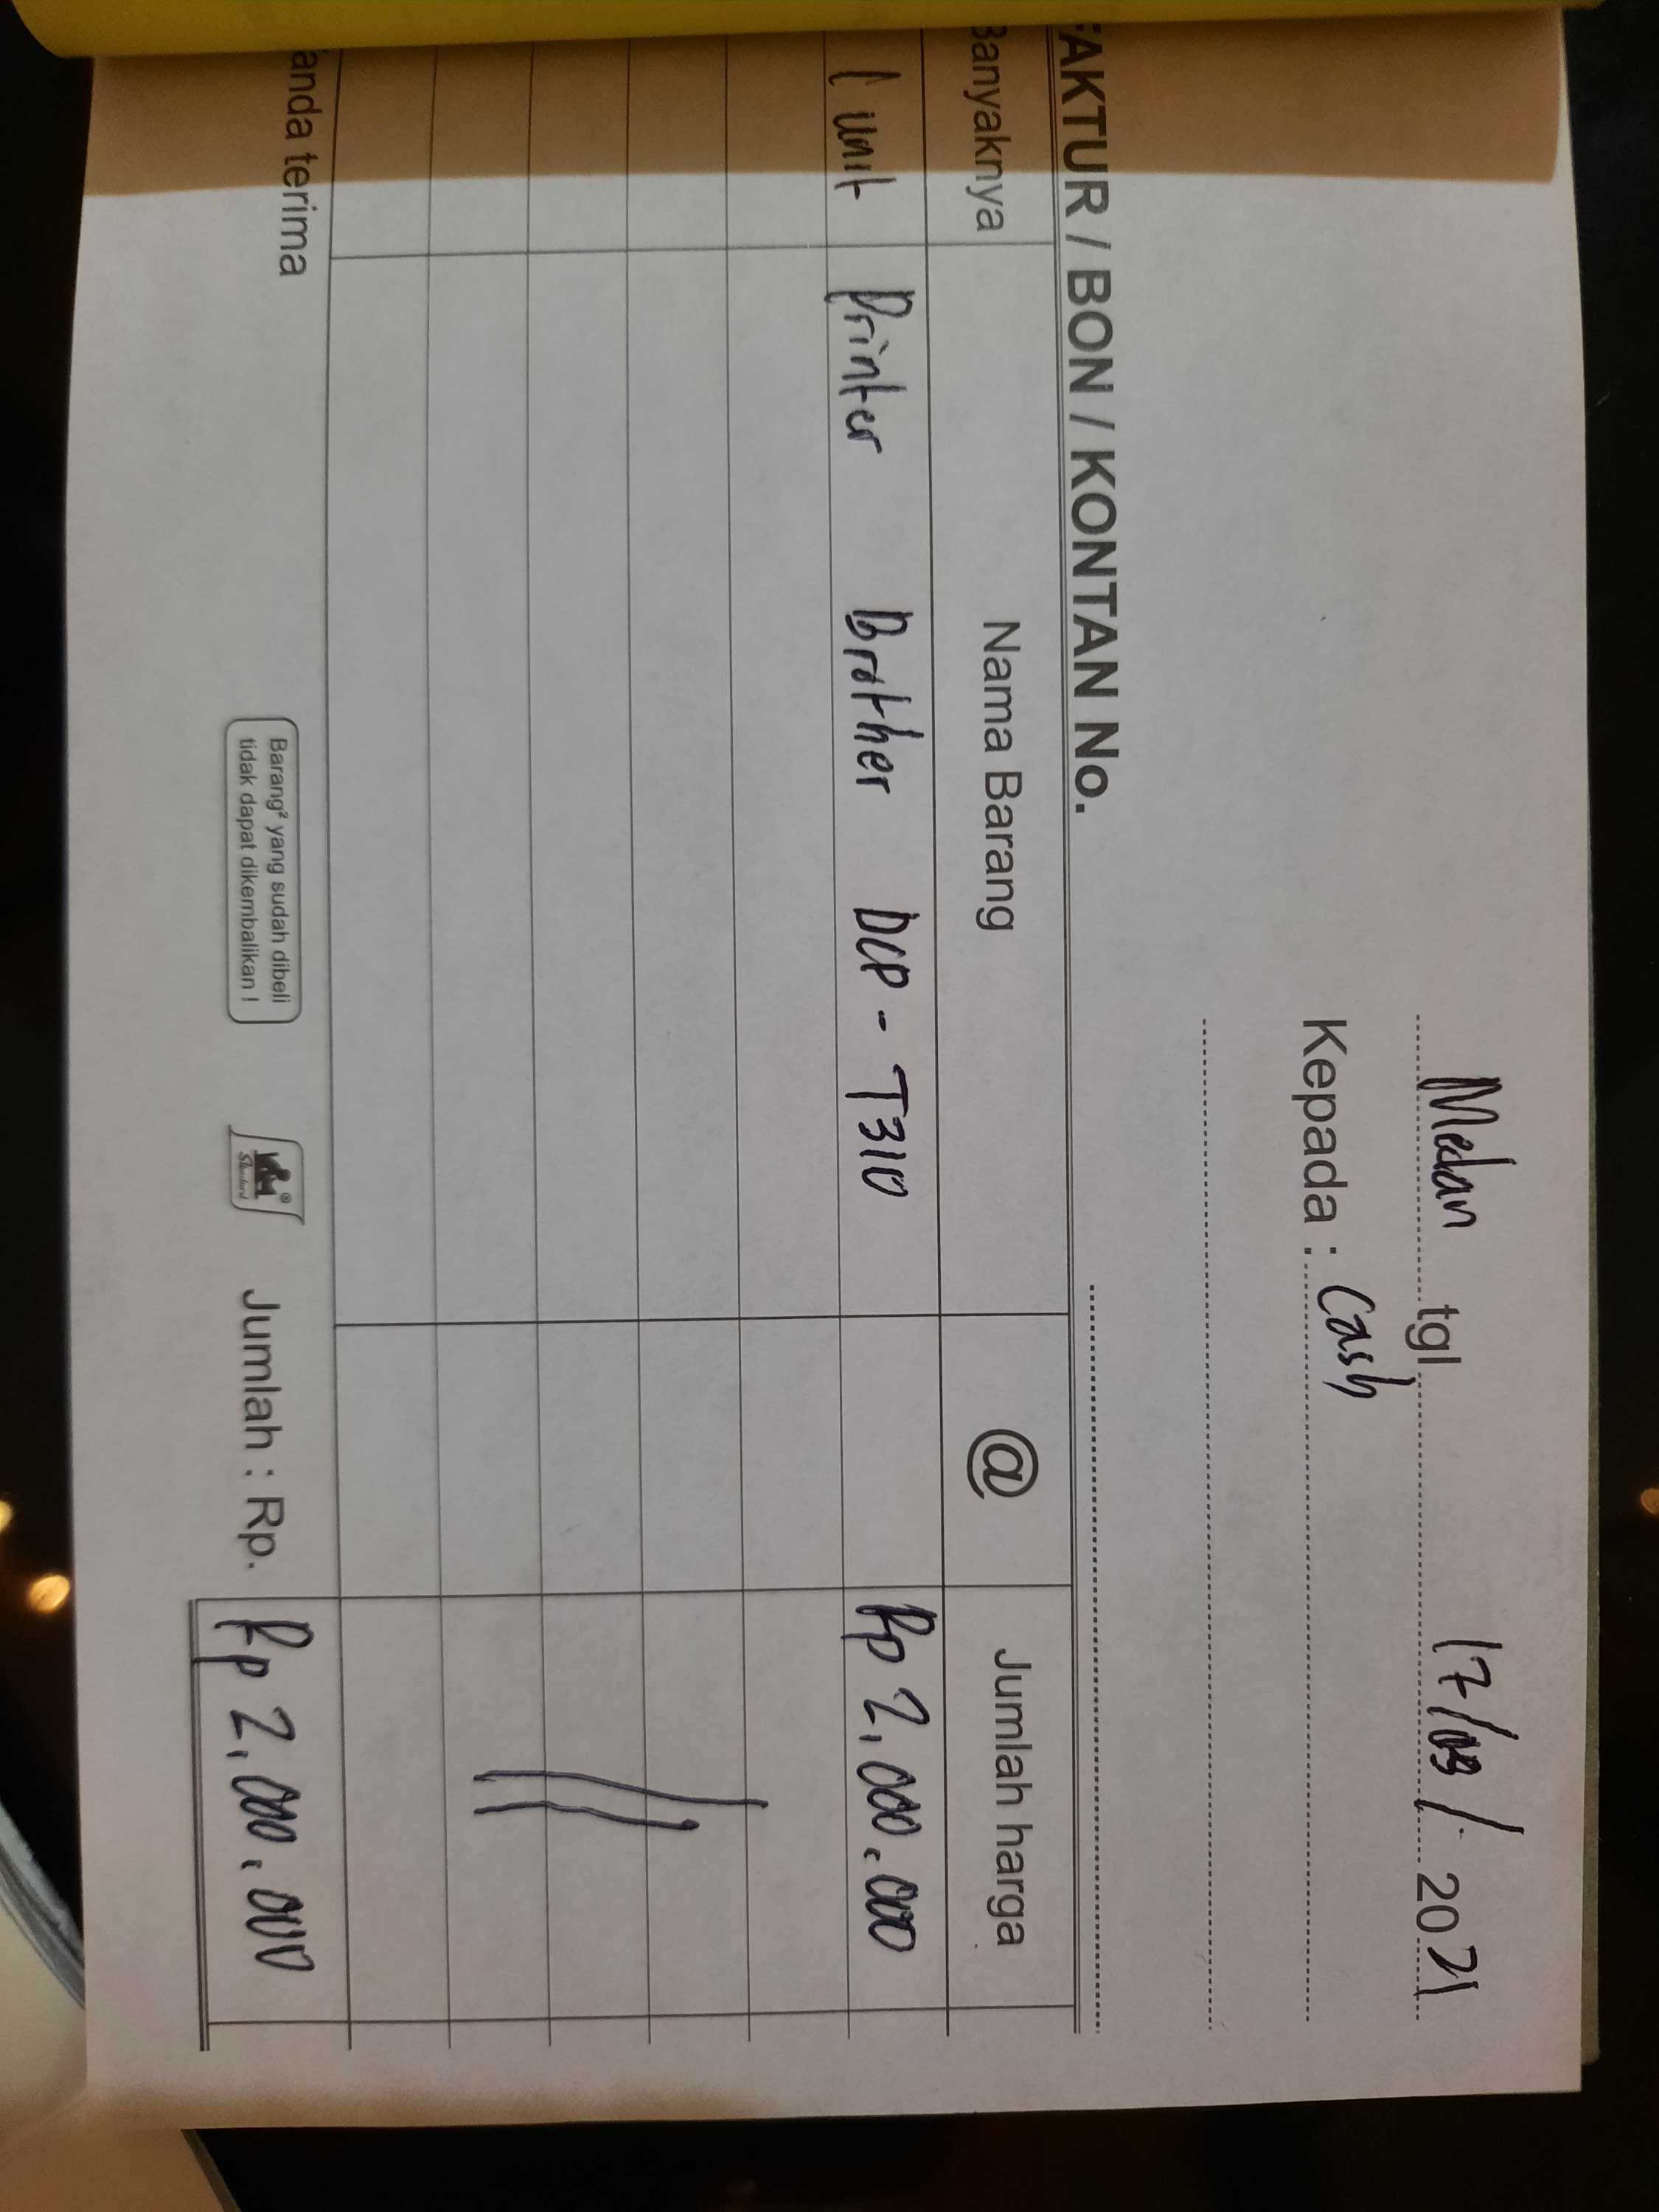 Medan tgl. 17/09/ 2021
Kepada : Cash
FAKTUR / BON / KONTAN No.
Banyaknya Nama Barang @ Jumlah harga
1 unit Printer Brother DCP - T310 Rp 2.000.000
anda terima Barang² yang sudah dibeli
tidak dapat dikembalikan !
Jumlah : Rp. Rp 2.000.000